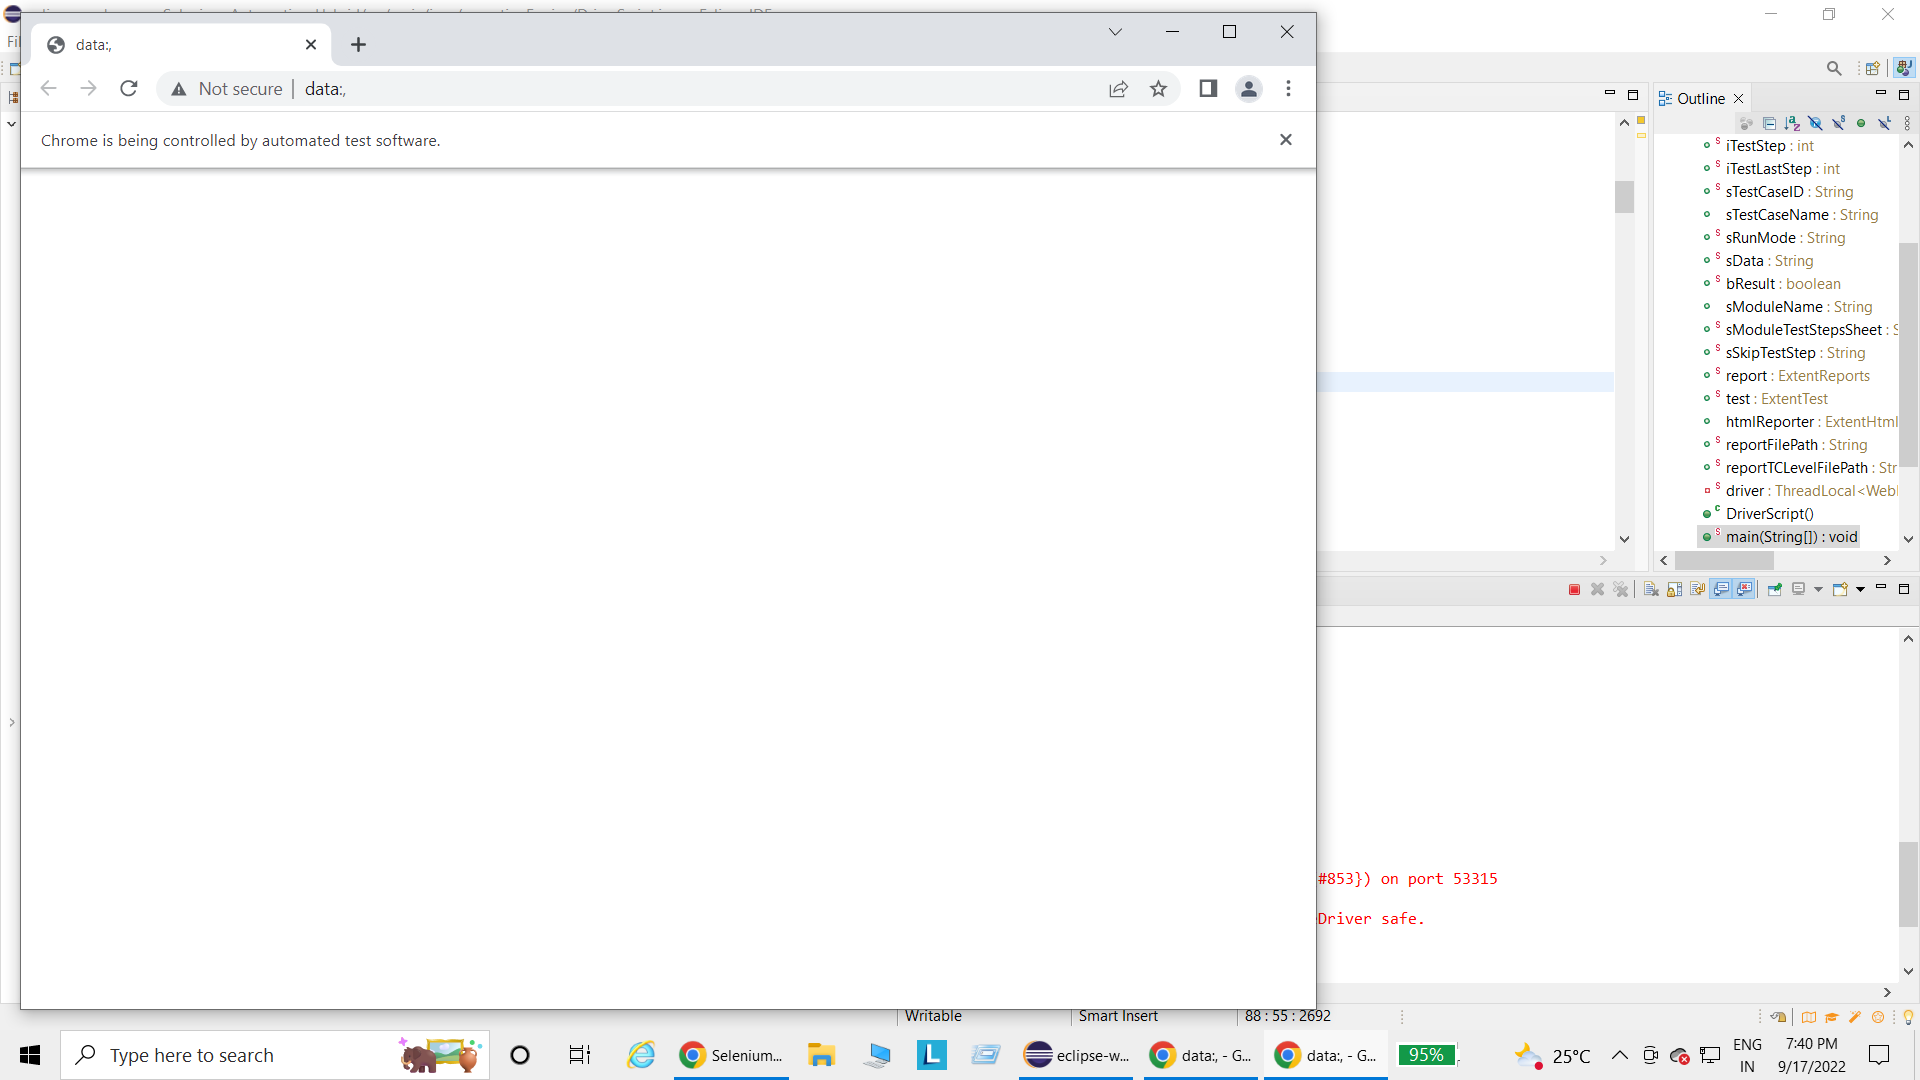 data:,
Not secure | data:,
Chrome is being controlled by automated test software.
Outline
iTestStep : int
iTestLastStep : int
sTestCaseID : String
sTestCaseName : String
sRunMode : String
sData : String
bResult : boolean
sModuleName : String
sModuleTestStepsSheet : S
sSkipTestStep : String
report : ExtentReports
test : ExtentTest
htmlReporter : ExtentHtml
reportFilePath : String
reportTCLevelFilePath : Str
driver : ThreadLocal<Web
DriverScript()
main(String[]) : void
#853}) on port 53315
Driver safe.
Writable
Smart Insert
88 : 55 : 2692
Type here to search
Selenium...
eclipse-w...
data:, - G...
data:, - G...
95%
25°C
ENG
IN
7:40 PM
9/17/2022